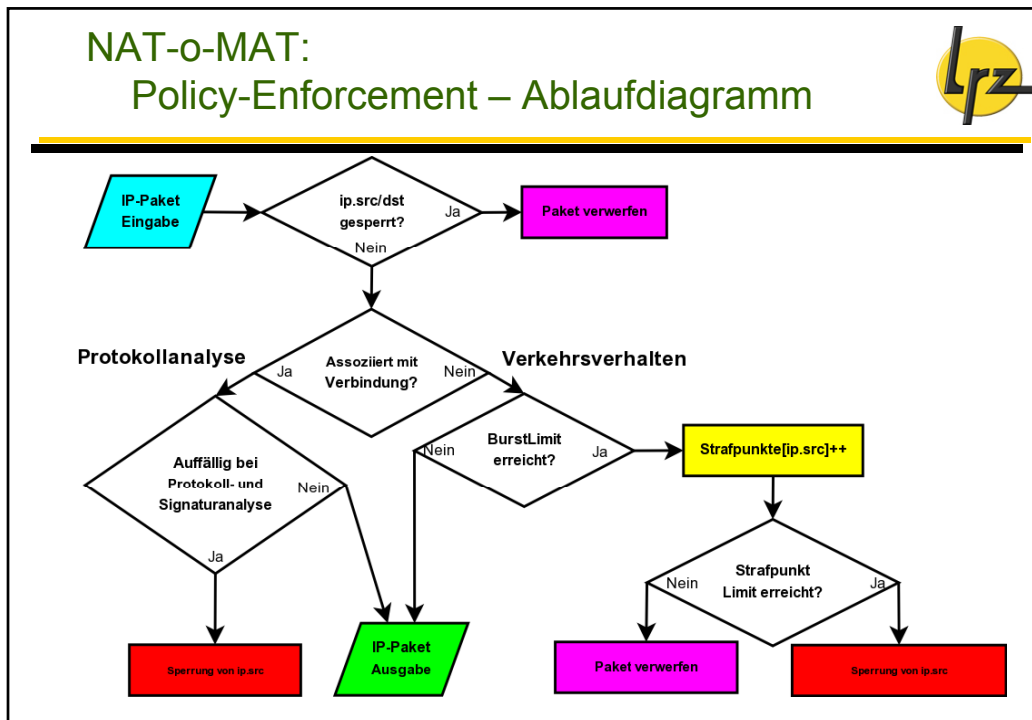 NAT-o-MAT:
Policy-Enforcement – Ablaufdiagramm
lrz
IP-Paket
Eingabe
ip.src/dst
gesperrt?
Ja
Nein
Paket verwerfen
Protokollanalyse
Assoziiert mit
Verbindung?
Ja
Nein
Verkehrsverhalten
Auffällig bei
Protokoll- und
Signaturanalyse
Nein
Ja
BurstLimit
erreicht?
Nein
Ja
Strafpunkte[ip.src]++
Strafpunkt
Limit erreicht?
Nein
Ja
Sperrung von ip.src
IP-Paket
Ausgabe
Paket verwerfen
Sperrung von ip.src